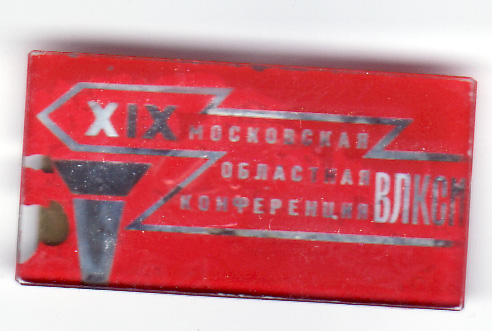 XIX МОСКОВСКАЯ
ОБЛАСТНАЯ
КОНФЕРЕНЦИЯ ВЛКСМ